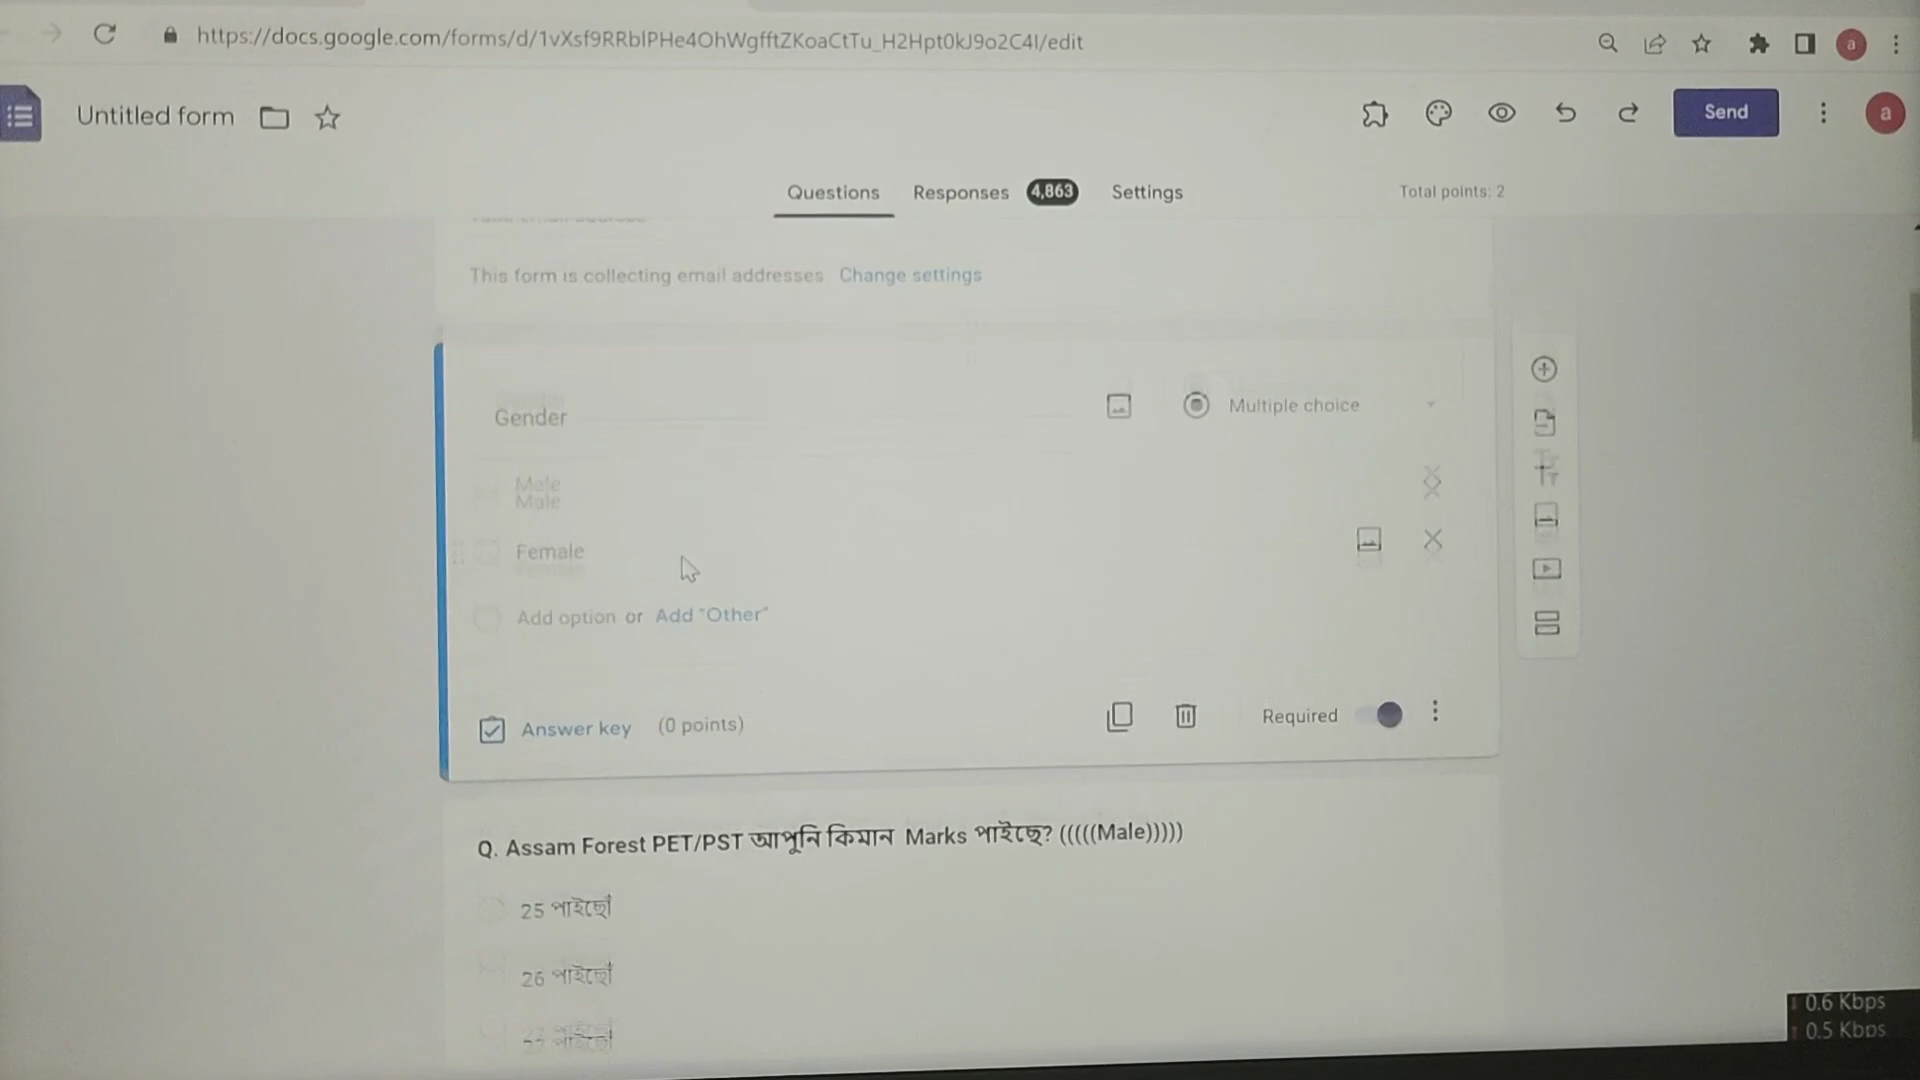 https://docs.google.com/forms/d/1vXsf9RRblPHe4OhWgfftZKoaCtTu_H2Hpt0kJ9o2C4I/edit
a
Untitled form
Send
a
Questions
Responses
4,863
Settings
Total points: 2
This form is collecting email addresses Change settings
Gender
Multiple choice
Male
Female
Add option or Add "Other"
Answer key (0 points)
Required
Q. Assam Forest PET/PST আপুনি কিমান Marks পাইছে? (((((Male)))))
25 পাইছোঁ
26 পাইছোঁ
0.6 Kbps
0.5 Kbps